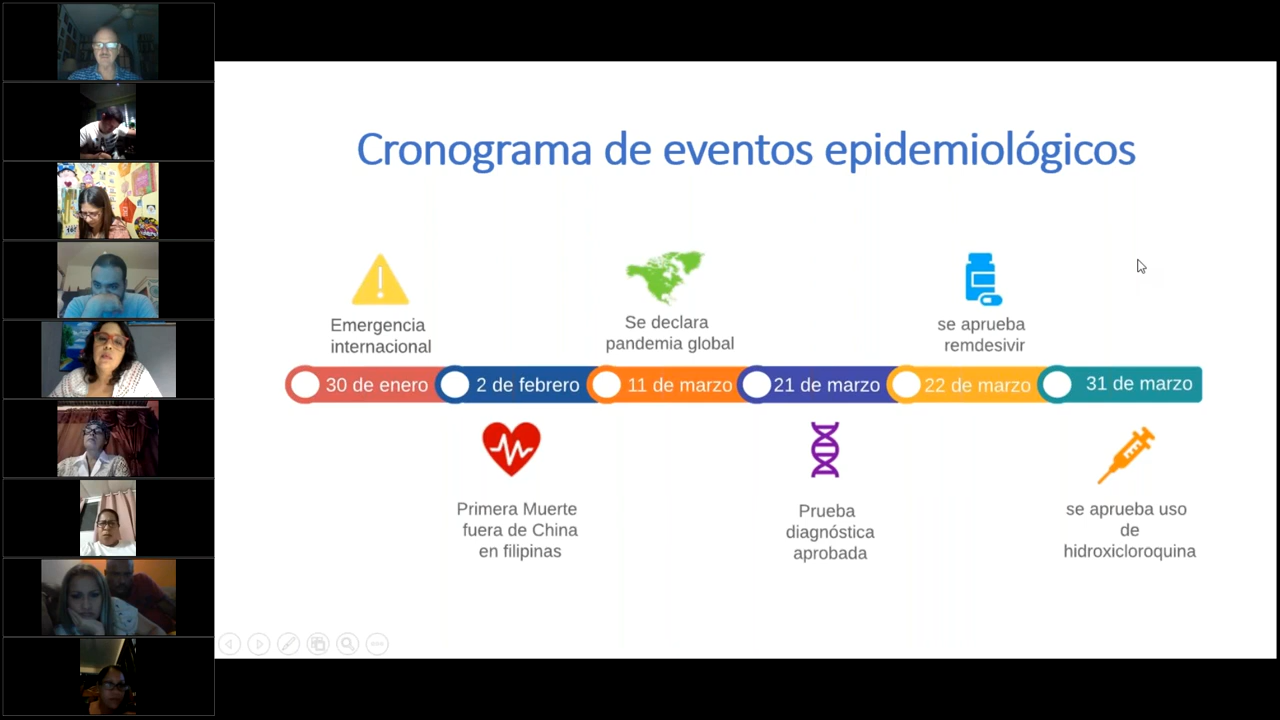 Cronograma de eventos epidemiológicos
Emergencia
internacional
Se declara
pandemia global
se aprueba
remdesivir
30 de enero
2 de febrero
11 de marzo
21 de marzo
22 de marzo
31 de marzo
Primera Muerte
fuera de China
en filipinas
Prueba
diagnóstica
aprobada
se aprueba uso
de
hidroxicloroquina